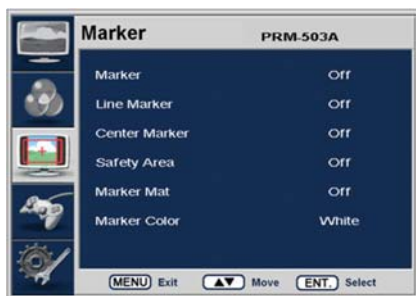 Marker PRM-503A
Marker Off
Line Marker Off
Center Marker Off
Safety Area Off
Marker Mat Off
Marker Color White
MENU Exit ▲▼ Move ENT. Select